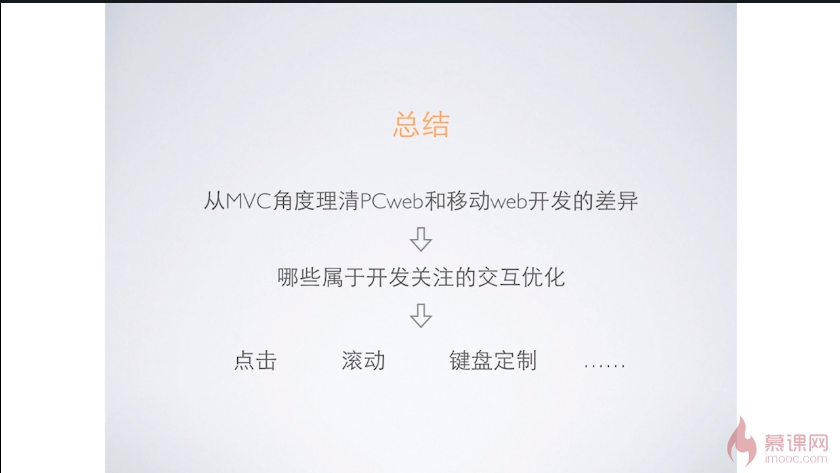 总结
从MVC角度理清PCweb和移动web开发的差异
哪些属于开发关注的交互优化
点击 滚动 键盘定制 ……
慕课网
imooc.com